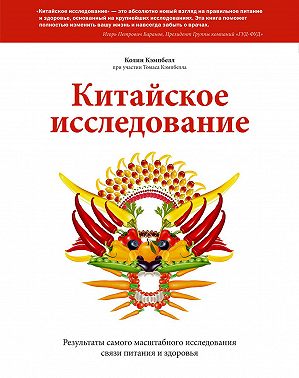 «Китайское исследование» — это абсолютно новый взгляд на правильное питание
и здоровье, основанный на крупнейших исследованиях. Эта книга поможет
полностью изменить вашу жизнь и навсегда забыть о врачах.
Игорь Петрович Баранов, Президент Группы компаний «ГУД-ФУД»
Колин Кэмпбелл
при участии Томаса Кэмпбелла
Китайское
исследование
Результаты самого масштабного исследования
связи питания и здоровья